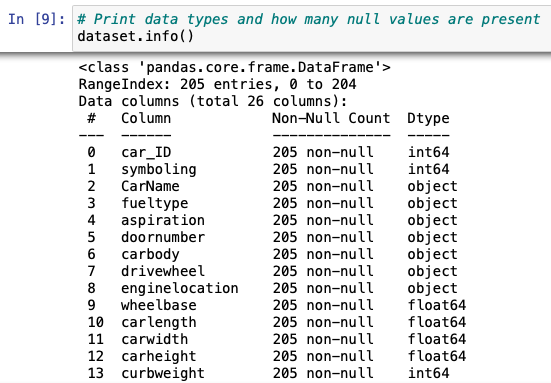 In [9]: # Print data types and how many null values are present
dataset.info()
<class 'pandas.core.frame.DataFrame'>
RangeIndex: 205 entries, 0 to 204
Data columns (total 26 columns):
 #   Column            Non-Null Count  Dtype
---  ------            --------------  -----
 0   car_ID            205 non-null    int64
 1   symboling         205 non-null    int64
 2   CarName           205 non-null    object
 3   fueltype          205 non-null    object
 4   aspiration        205 non-null    object
 5   doornumber        205 non-null    object
 6   carbody           205 non-null    object
 7   drivewheel        205 non-null    object
 8   enginelocation    205 non-null    object
 9   wheelbase         205 non-null    float64
 10  carlength         205 non-null    float64
 11  carwidth          205 non-null    float64
 12  carheight         205 non-null    float64
 13  curbweight        205 non-null    int64